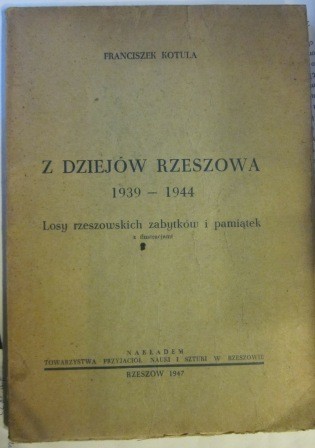 FRANCISZEK KOTULA
Z DZIEJÓW RZESZOWA
1939 — 1944
Losy rzeszowskich zabytków i pamiątek
NAKŁADEM
TOWARZYSTWA PRZYJACIÓŁ NAUKI I SZTUKI W RZESZOWIE
RZESZÓW 1947